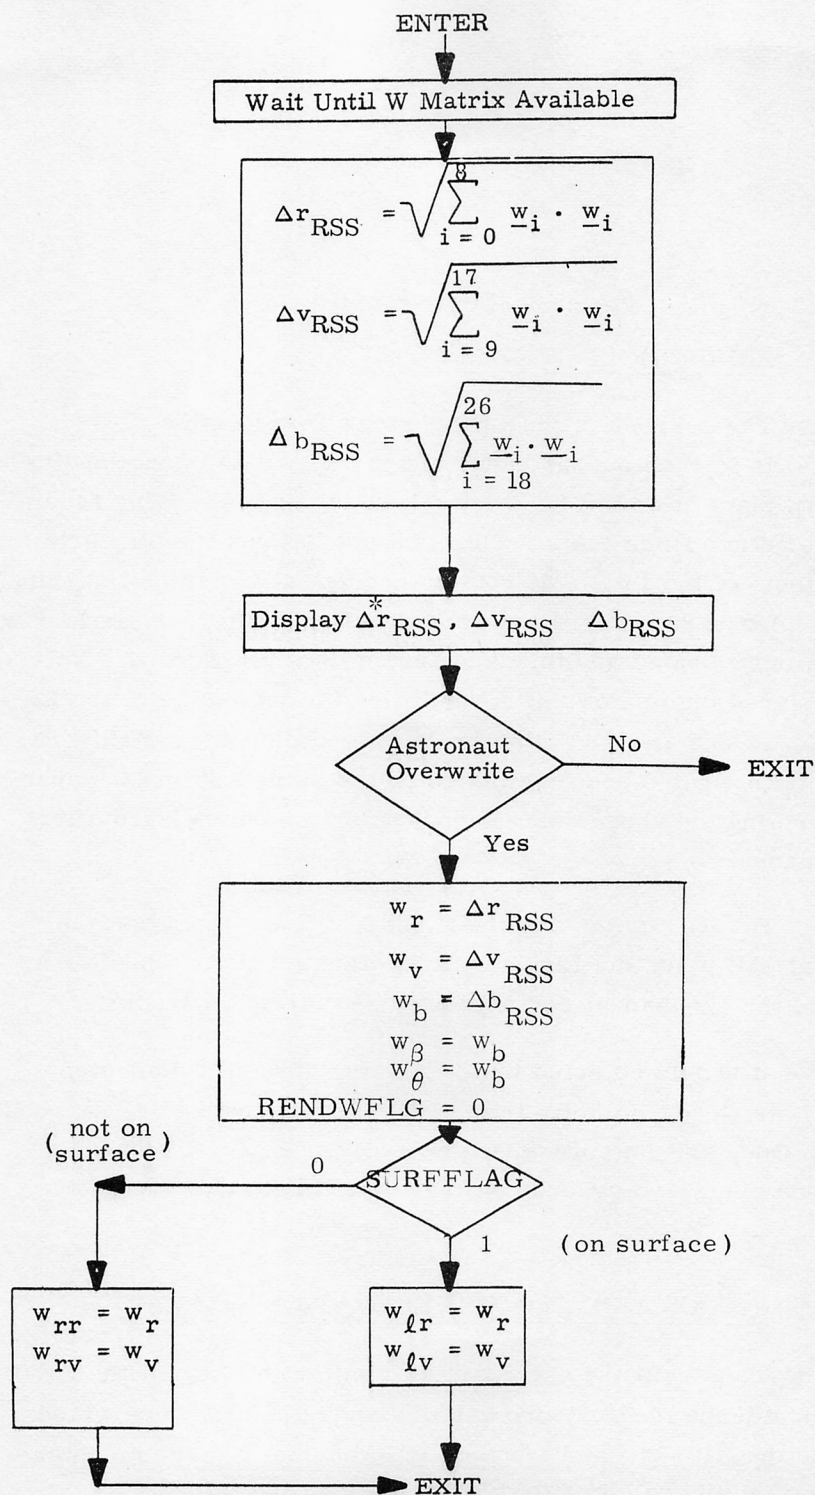 ENTER
Wait Until W Matrix Available
Δr_RSS = √ 8 Σ i = 0 w_i · w_i
Δv_RSS = √ 17 Σ i = 9 w_i · w_i
Δb_RSS = √ 26 Σ i = 18 w_i · w_i
Display Δr*_RSS, Δv_RSS Δb_RSS
Astronaut
Overwrite
No
EXIT
Yes
w_r = Δr_RSS
w_v = Δv_RSS
w_b = Δb_RSS
w_β = w_b
w_θ = w_b
RENDWFLG = 0
(not on
surface)
0
SURFFLAG
1
(on surface)
w_rr = w_r
w_rv = w_v
w_ℓr = w_r
w_ℓv = w_v
EXIT